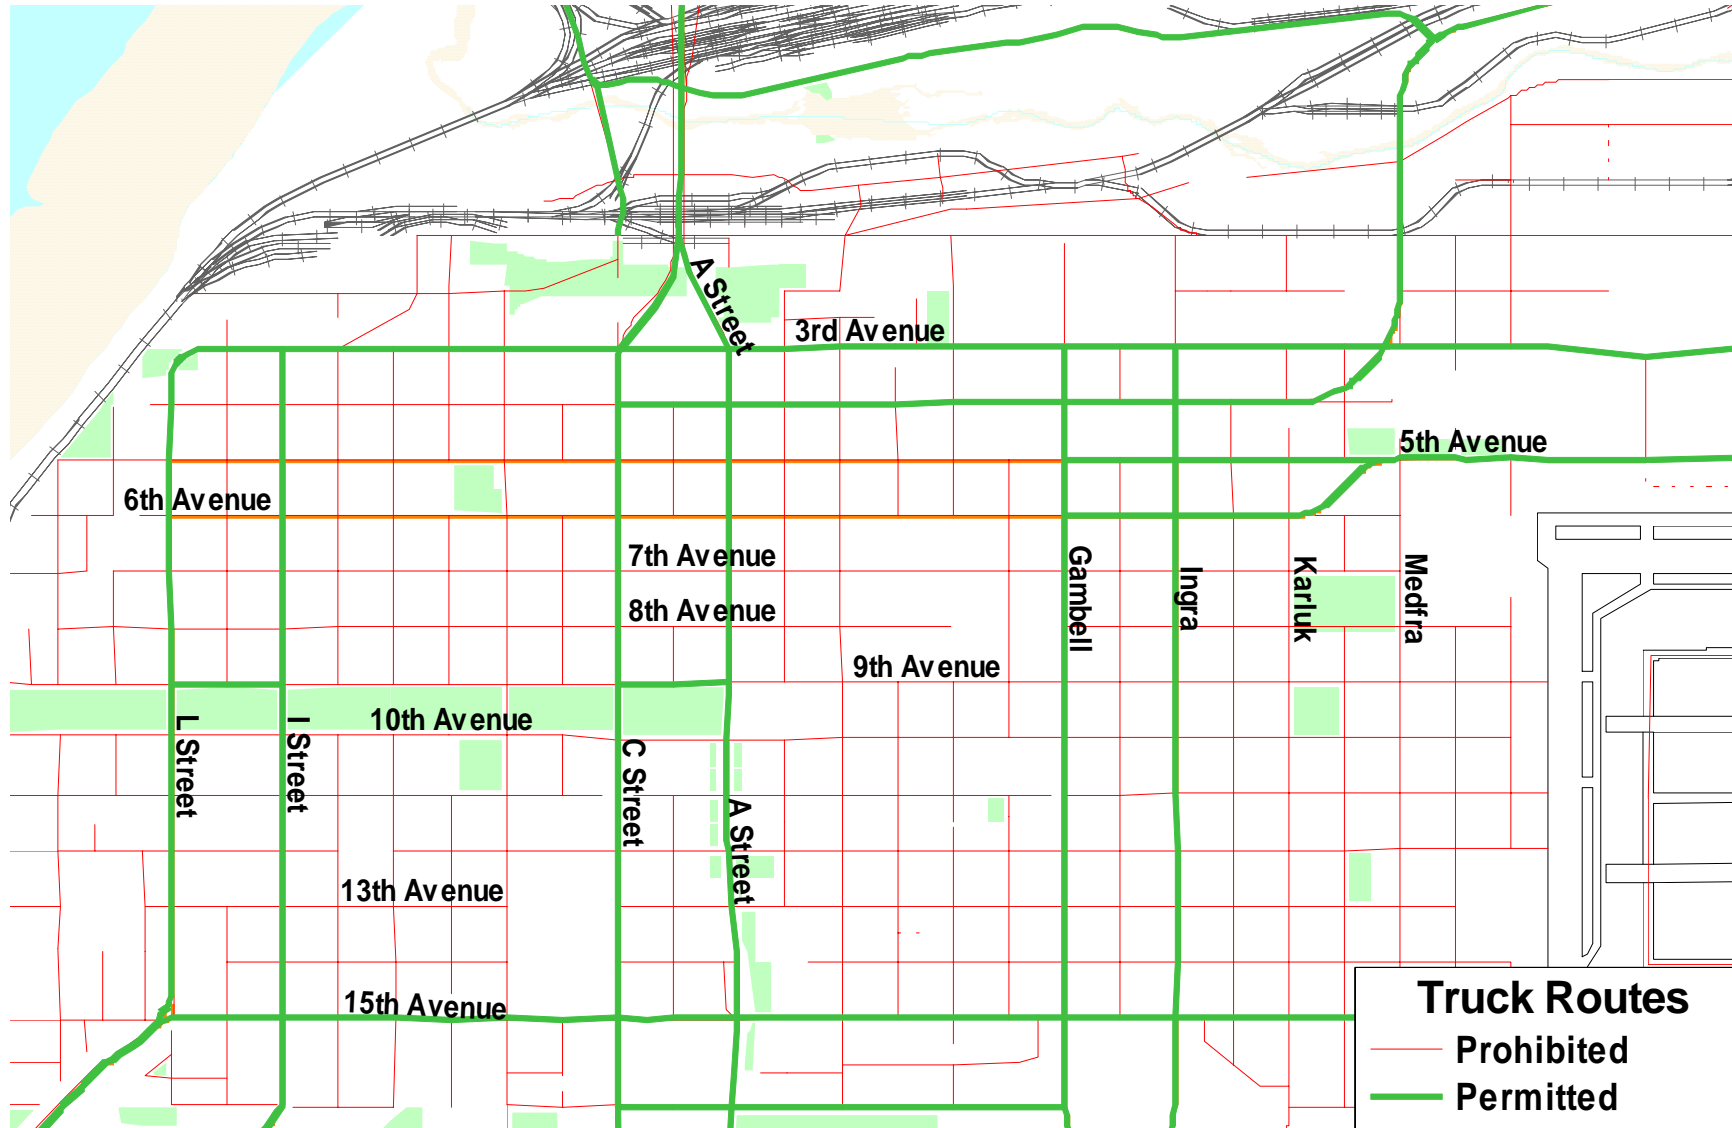 A Street
3rd Avenue
5th Avenue
6th Avenue
7th Avenue
8th Avenue
Gambell
Ingra
Karluk
Medfra
9th Avenue
10th Avenue
L Street
I Street
C Street
A Street
13th Avenue
15th Avenue
Truck Routes
Prohibited
Permitted